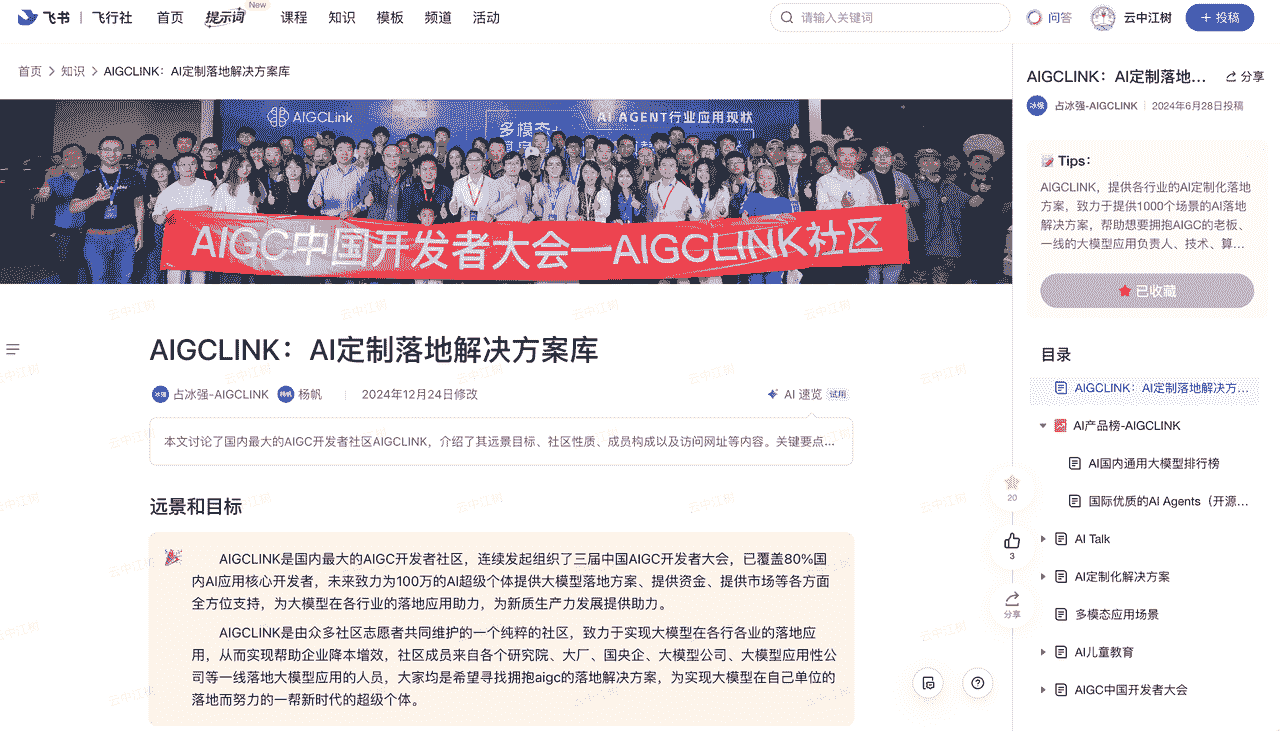 飞书 | 飞行社 首页 提示词 New 课程 知识 模板 频道 活动 请输入关键词 问答 云中江树 + 投稿
首页 > 知识 > AIGCLINK：AI定制落地解决方案库
AIGCLink
多模态+
AI AGENT行业应用现状
AIGC中国开发者大会—AIGCLINK社区
AIGCLINK：AI定制落地解决方案库
冰强 占冰强-AIGCLINK 杨帆 杨帆 | 2024年12月24日修改 AI 速览 试用
本文讨论了国内最大的AIGC开发者社区AIGCLINK，介绍了其远景目标、社区性质、成员构成以及访问网址等内容。关键要点...
远景和目标
AIGCLINK是国内最大的AIGC开发者社区，连续发起组织了三届中国AIGC开发者大会，已覆盖80%国
内AI应用核心开发者，未来致力为100万的AI超级个体提供大模型落地方案、提供资金、提供市场等各方面
全方位支持，为大模型在各行业的落地应用助力，为新质生产力发展提供助力。
AIGCLINK是由众多社区志愿者共同维护的一个纯粹的社区，致力于实现大模型在各行各业的落地应
用，从而实现帮助企业降本增效，社区成员来自各个研究院、大厂、国央企、大模型公司、大模型应用性公
司等一线落地大模型应用的人员，大家均是希望寻找拥抱aigc的落地解决方案，为实现大模型在自己单位的
落地而努力的一帮新时代的超级个体。
20
3
分享
AIGCLINK：AI定制落地... 分享
冰强 占冰强-AIGCLINK | 2024年6月28日投稿
Tips：
AIGCLINK，提供各行业的AI定制化落地
方案，致力于提供1000个场景的AI落地
解决方案，帮助想要拥抱AIGC的老板、
一线的大模型应用负责人、技术、算...
已收藏
目录
AIGCLINK：AI定制落地解决方...
AI产品榜-AIGCLINK
AI国内通用大模型排行榜
国际优质的AI Agents（开源...
AI Talk
AI定制化解决方案
多模态应用场景
AI儿童教育
AIGC中国开发者大会